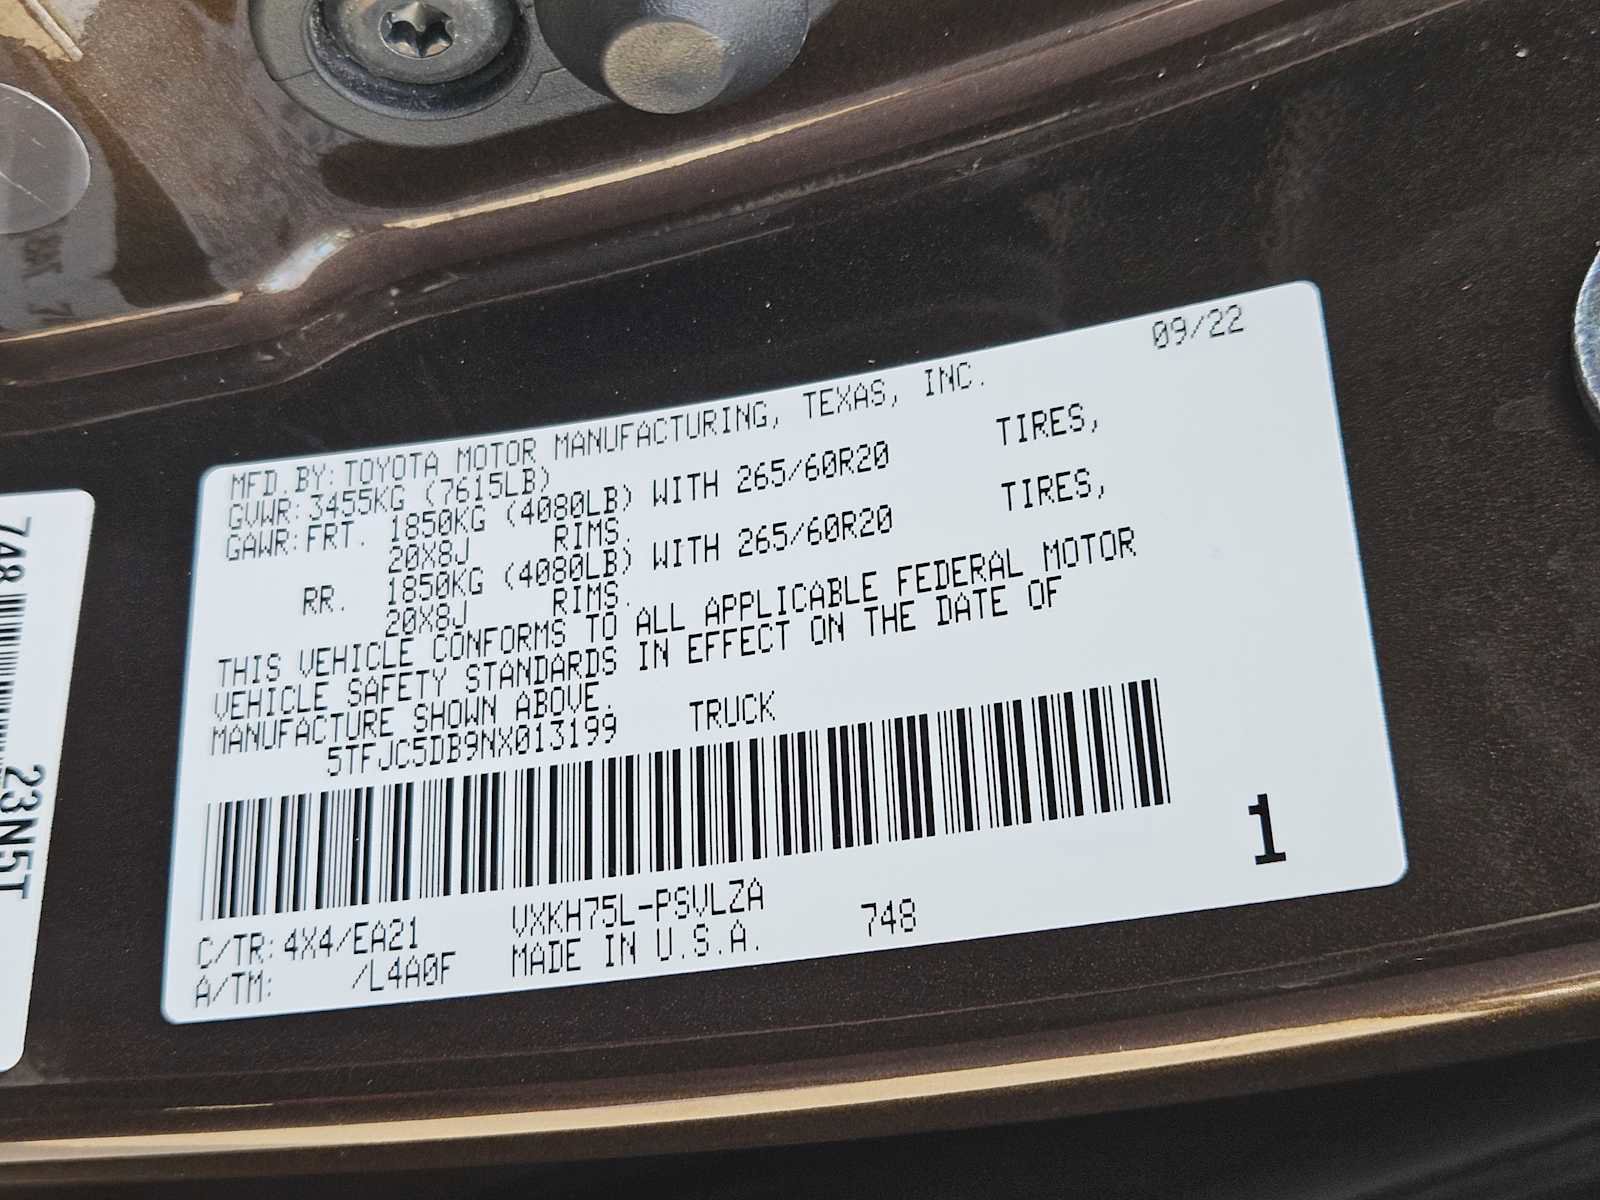 09/22
MFD.BY:TOYOTA MOTOR MANUFACTURING, TEXAS, INC.
GVWR:3455KG (7615LB)
GAWR:FRT. 1850KG (4080LB) WITH 265/60R20 TIRES,
20X8J RIMS.
RR. 1850KG (4080LB) WITH 265/60R20 TIRES,
20X8J RIMS.
THIS VEHICLE CONFORMS TO ALL APPLICABLE FEDERAL MOTOR
VEHICLE SAFETY STANDARDS IN EFFECT ON THE DATE OF
MANUFACTURE SHOWN ABOVE.
5TFJC5DB9NX013199 TRUCK
1
C/TR:4X4/EA21 VXKH75L-PSVLZA 748
A/TM: /L4A0F MADE IN U.S.A.
748
23N5T